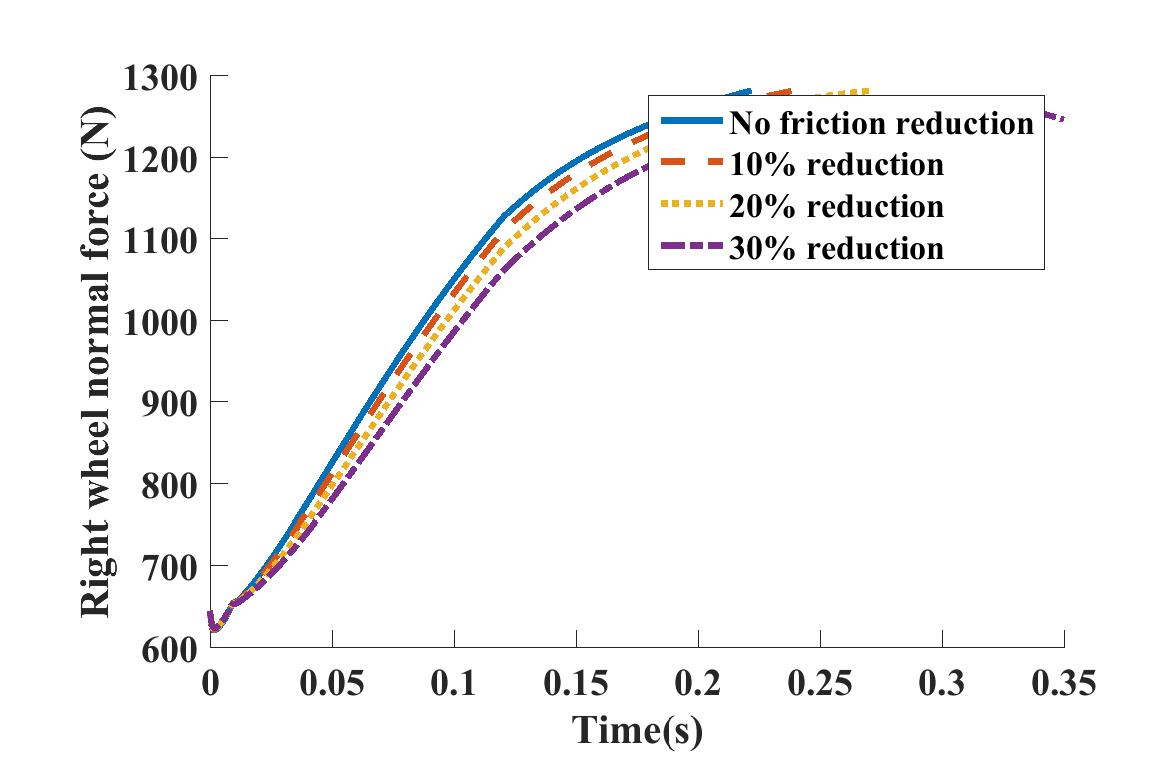 Right wheel normal force (N)
1300
1200
1100
1000
900
800
700
600
No friction reduction
10% reduction
20% reduction
30% reduction
0 0.05 0.1 0.15 0.2 0.25 0.3 0.35
Time(s)